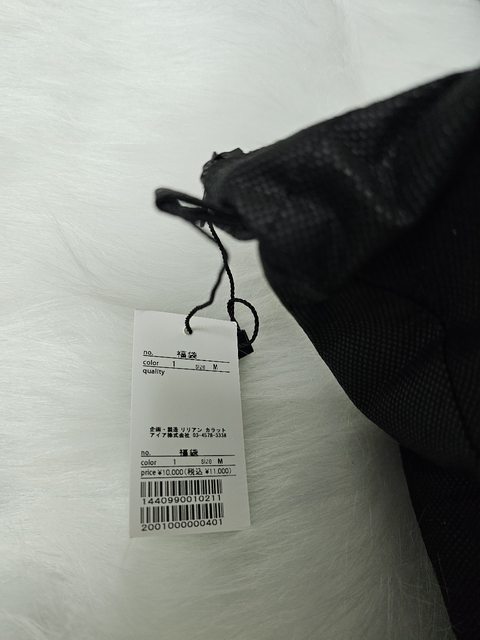 no. 福袋
color 1 SIZE M
quality
企画・製造 リリアン カラット
アイア株式会社 03-4578-3338
no. 福袋
color 1 SIZE M
price ¥10,000(税込 ¥11,000)
1440990010211
2001000000401